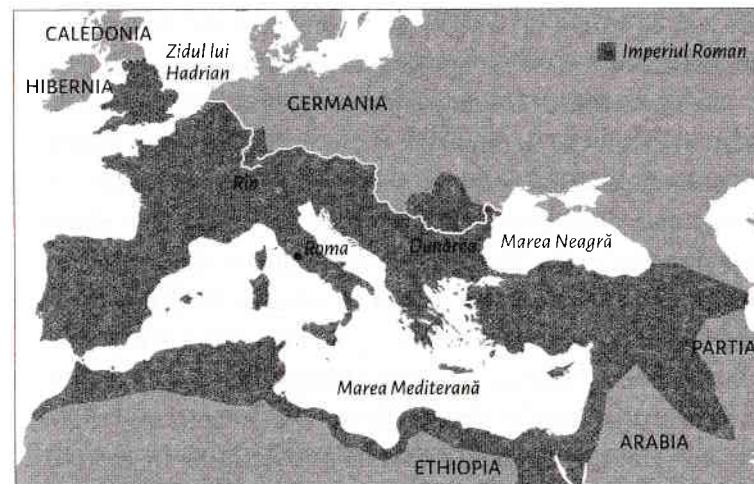 CALEDONIA
Zidul lui
Hadrian
Imperiul Roman
HIBERNIA
GERMANIA
Rin
Roma
Dunărea
Marea Neagră
PARTIA
Marea Mediterană
ARABIA
ETHIOPIA